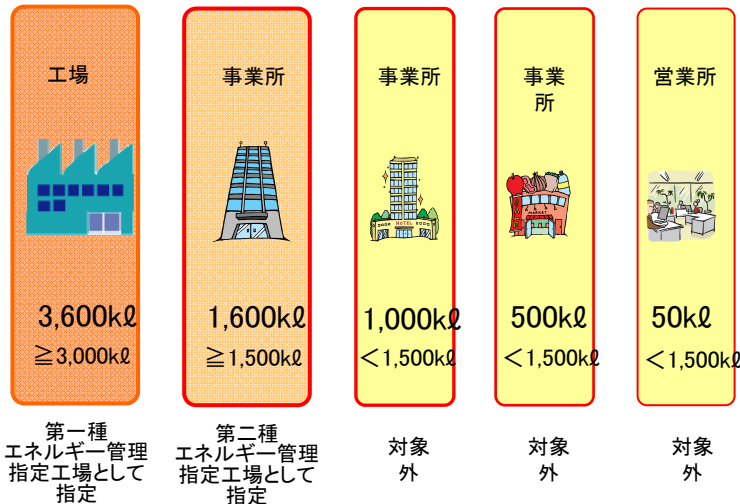 工場
3,600kℓ
≧3,000kℓ
第一種
エネルギー管理
指定工場として
指定
事業所
1,600kℓ
≧1,500kℓ
第二種
エネルギー管理
指定工場として
指定
事業所
HOTEL
1,000kℓ
<1,500kℓ
対象
外
事業
所
MARKET
500kℓ
<1,500kℓ
対象
外
営業所
50kℓ
<1,500kℓ
対象
外